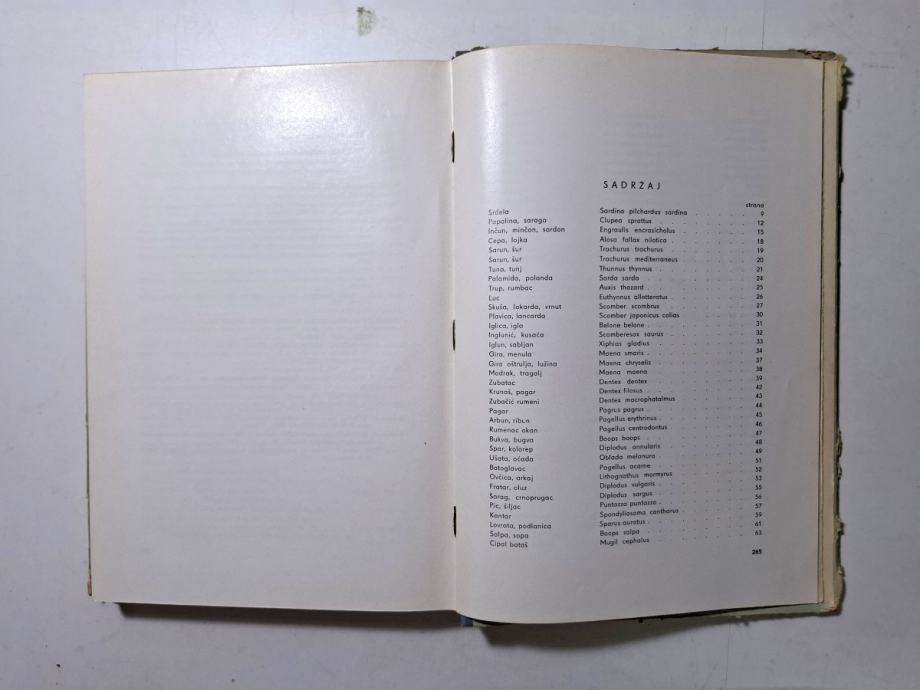 SADRŽAJ
strana
Srdela Sardina pilchardus sardina . . . . . . 9
Papalina, saraga Clupea sprattus . . . . . . 12
Inćun, minćon, sardon Engraulis encrasicholus . . . . . . 15
Čepa, lojka Alosa fallax nilotica . . . . . . 18
Šarun, šur Trachurus trachurus . . . . . . 19
Šarun, šur Trachurus mediterraneus . . . . . . 20
Tuna, tunj Thunnus thynnus . . . . . . 21
Palamida, polanda Sarda sarda . . . . . . 24
Trup, rumbac Auxis thazard . . . . . . 25
Luc Euthynnus alletteratus . . . . . . 26
Skuša, lokarda, vrnut Scomber scombrus . . . . . . 27
Plavica, lancarda Scomber japonicus colias . . . . . . 30
Iglica, igla Belone belone . . . . . . 31
Inglunić, kusača Scomberesox saurus . . . . . . 32
Iglun, sabljan Xiphias gladius . . . . . . 33
Gira, menula Maena smaris . . . . . . 34
Gira oštrulja, lužina Maena chryselis . . . . . . 37
Modrak, tragalj Maena maena . . . . . . 38
Zubatac Dentex dentex . . . . . . 39
Krunaš, pagar Dentex filosus . . . . . . 42
Zubačić rumeni Dentex macrophatalmus . . . . . . 43
Pagar Pagrus pagrus . . . . . . 44
Arbun, ribun Pagellus erythrinus . . . . . . 45
Rumenac okan Pagellus centrodontus . . . . . . 46
Bukva, bugva Boops boops . . . . . . 47
Špar, kolorep Diplodus annularis . . . . . . 48
Ušata, oćada Oblada melanura . . . . . . 49
Batoglavac Pagellus acarne . . . . . . 51
Ovčica, arkaj Lithognathus mormyrus . . . . . . 52
Fratar, oluz Diplodus vulgaris . . . . . . 53
Šarag, crnoprugac Diplodus sargus . . . . . . 55
Pic, šiljac Puntazzo puntazzo . . . . . . 56
Kantar Spondyliosoma cantharus . . . . . . 57
Lovrata, podlanica Sparus auratus . . . . . . 59
Salpa, sopa Boops salpa . . . . . . 61
Cipal bataš Mugil cephalus . . . . . . 63
265